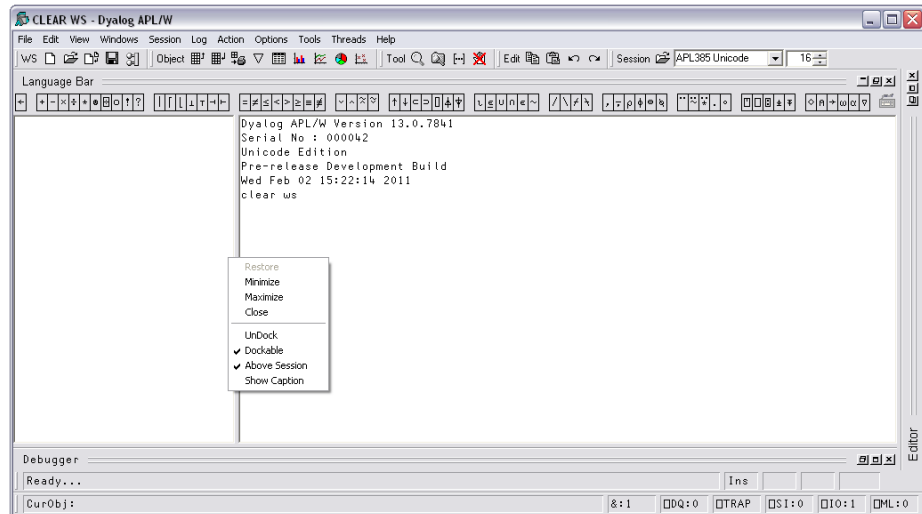 CLEAR WS - Dyalog APL/W
File Edit View Windows Session Log Action Options Tools Threads Help
WS Object Tool Edit Session APL385 Unicode 16
Language Bar
Dyalog APL/W Version 13.0.7841
Serial No : 000042
Unicode Edition
Pre-release Development Build
Wed Feb 02 15:22:14 2011
clear ws
Restore
Minimize
Maximize
Close
UnDock
Dockable
Above Session
Show Caption
Editor
Debugger
Ready... Ins
CurObj: &:1 ⎕DQ:0 ⎕TRAP ⎕SI:0 ⎕IO:1 ⎕ML:0